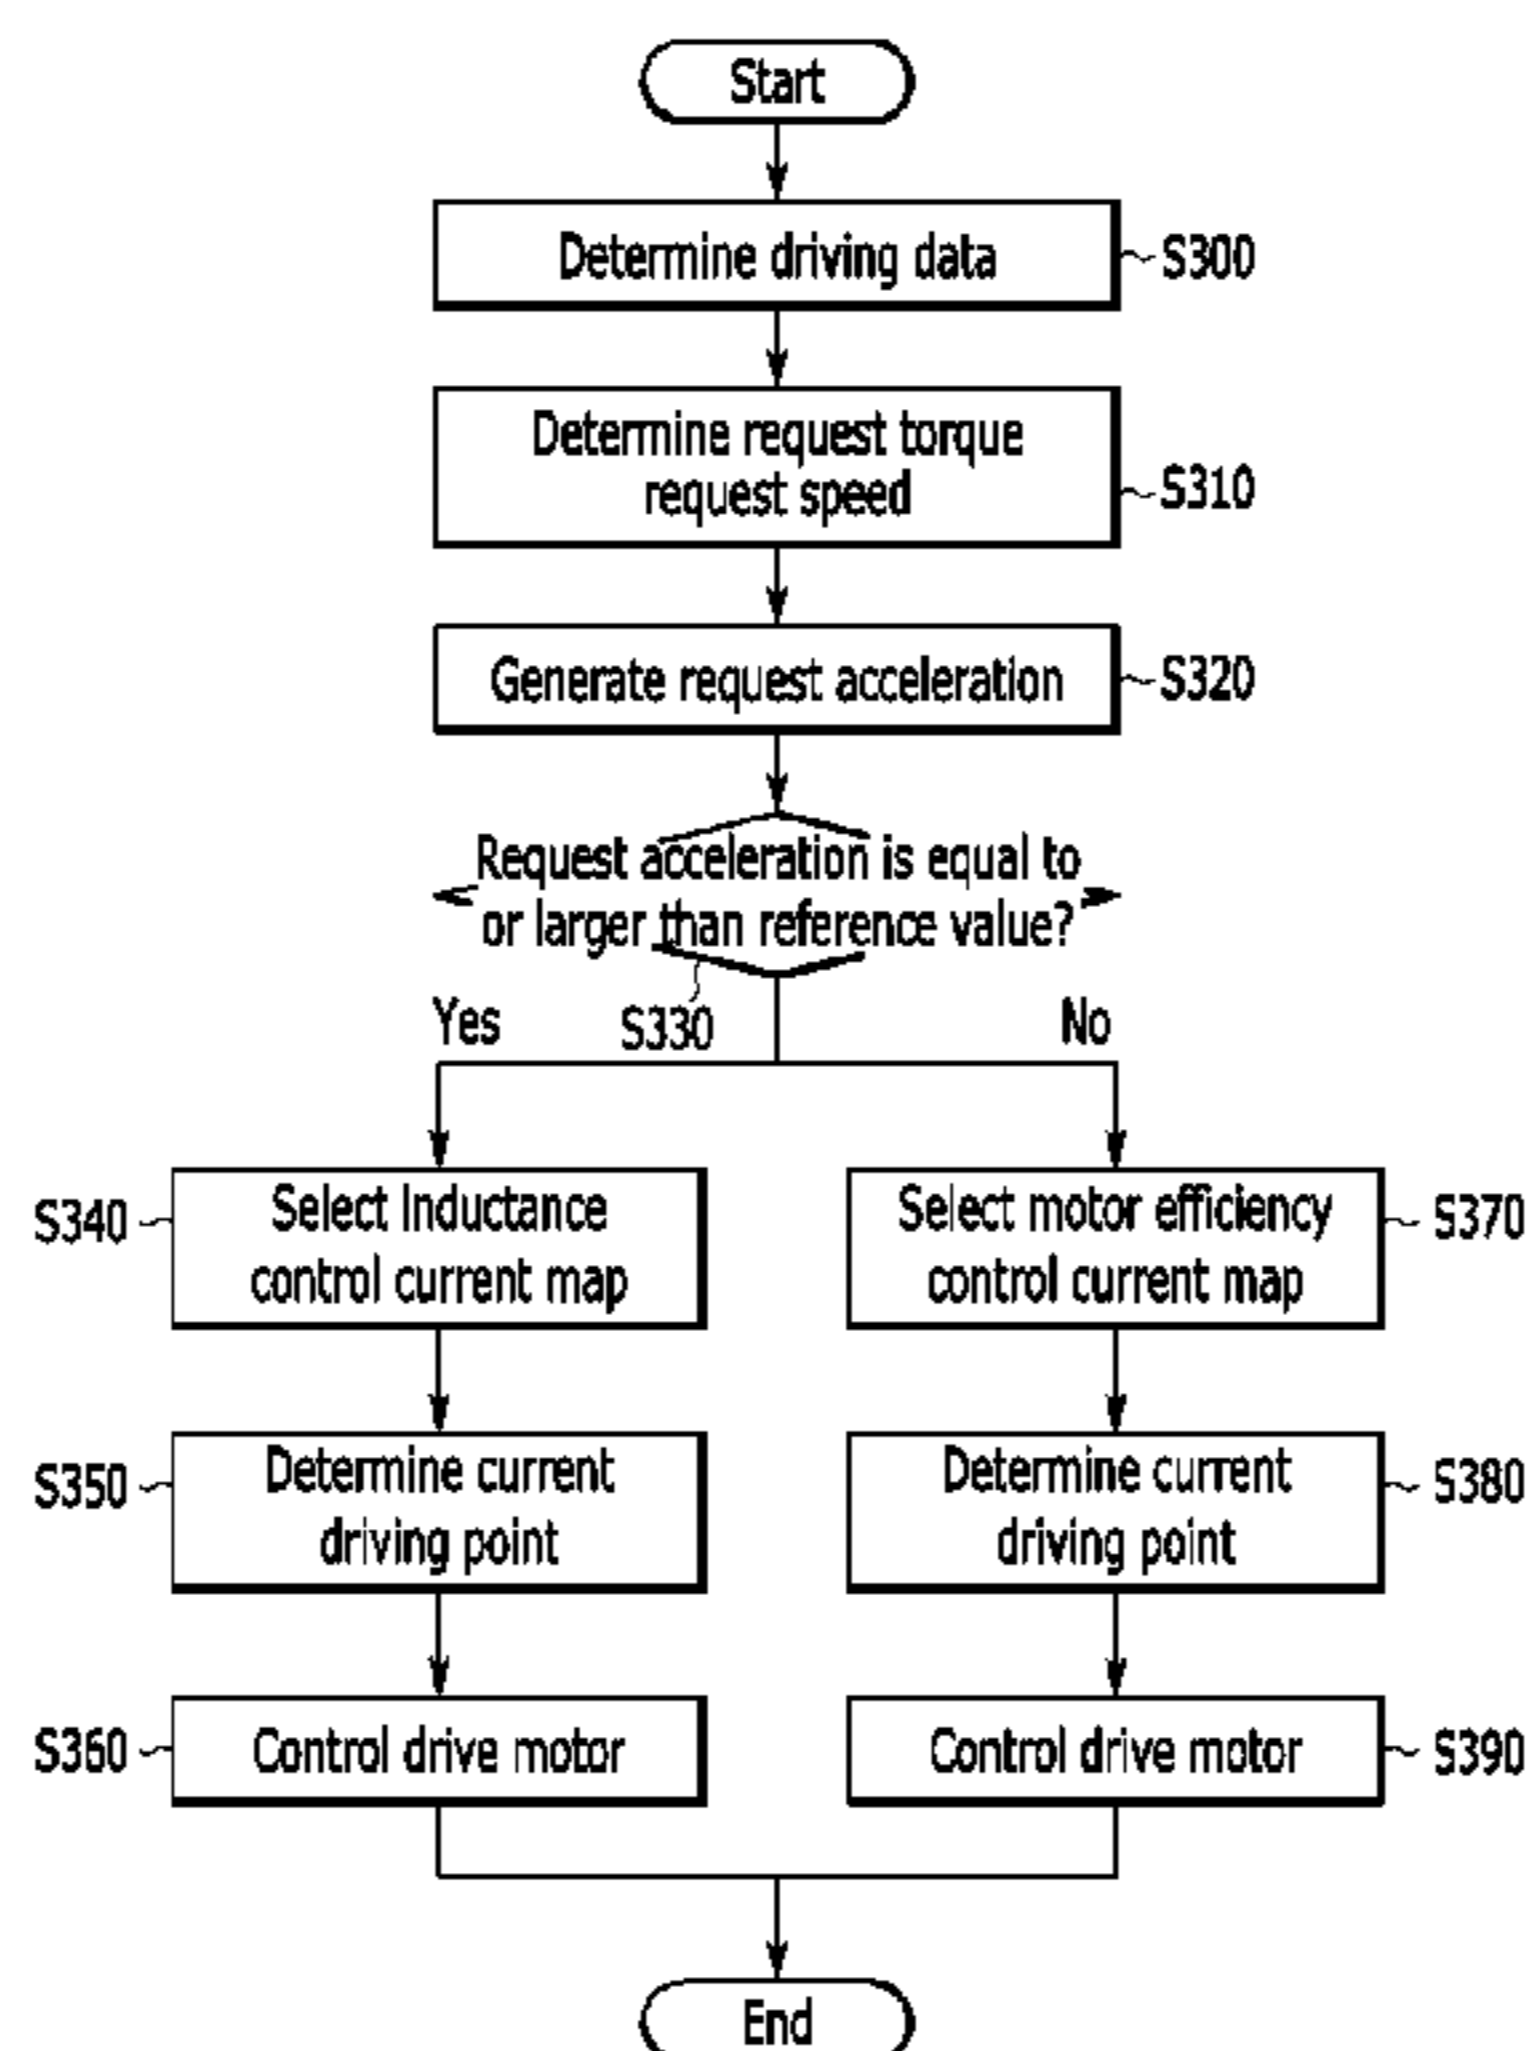 Start
Determine driving data
S300
Determine request torque
request speed
S310
Generate request acceleration
S320
Request acceleration is equal to
or larger than reference value?
S330
Yes
No
S340
Select Inductance
control current map
Select motor efficiency
control current map
S370
S350
Determine current
driving point
Determine current
driving point
S380
S360
Control drive motor
Control drive motor
S390
End